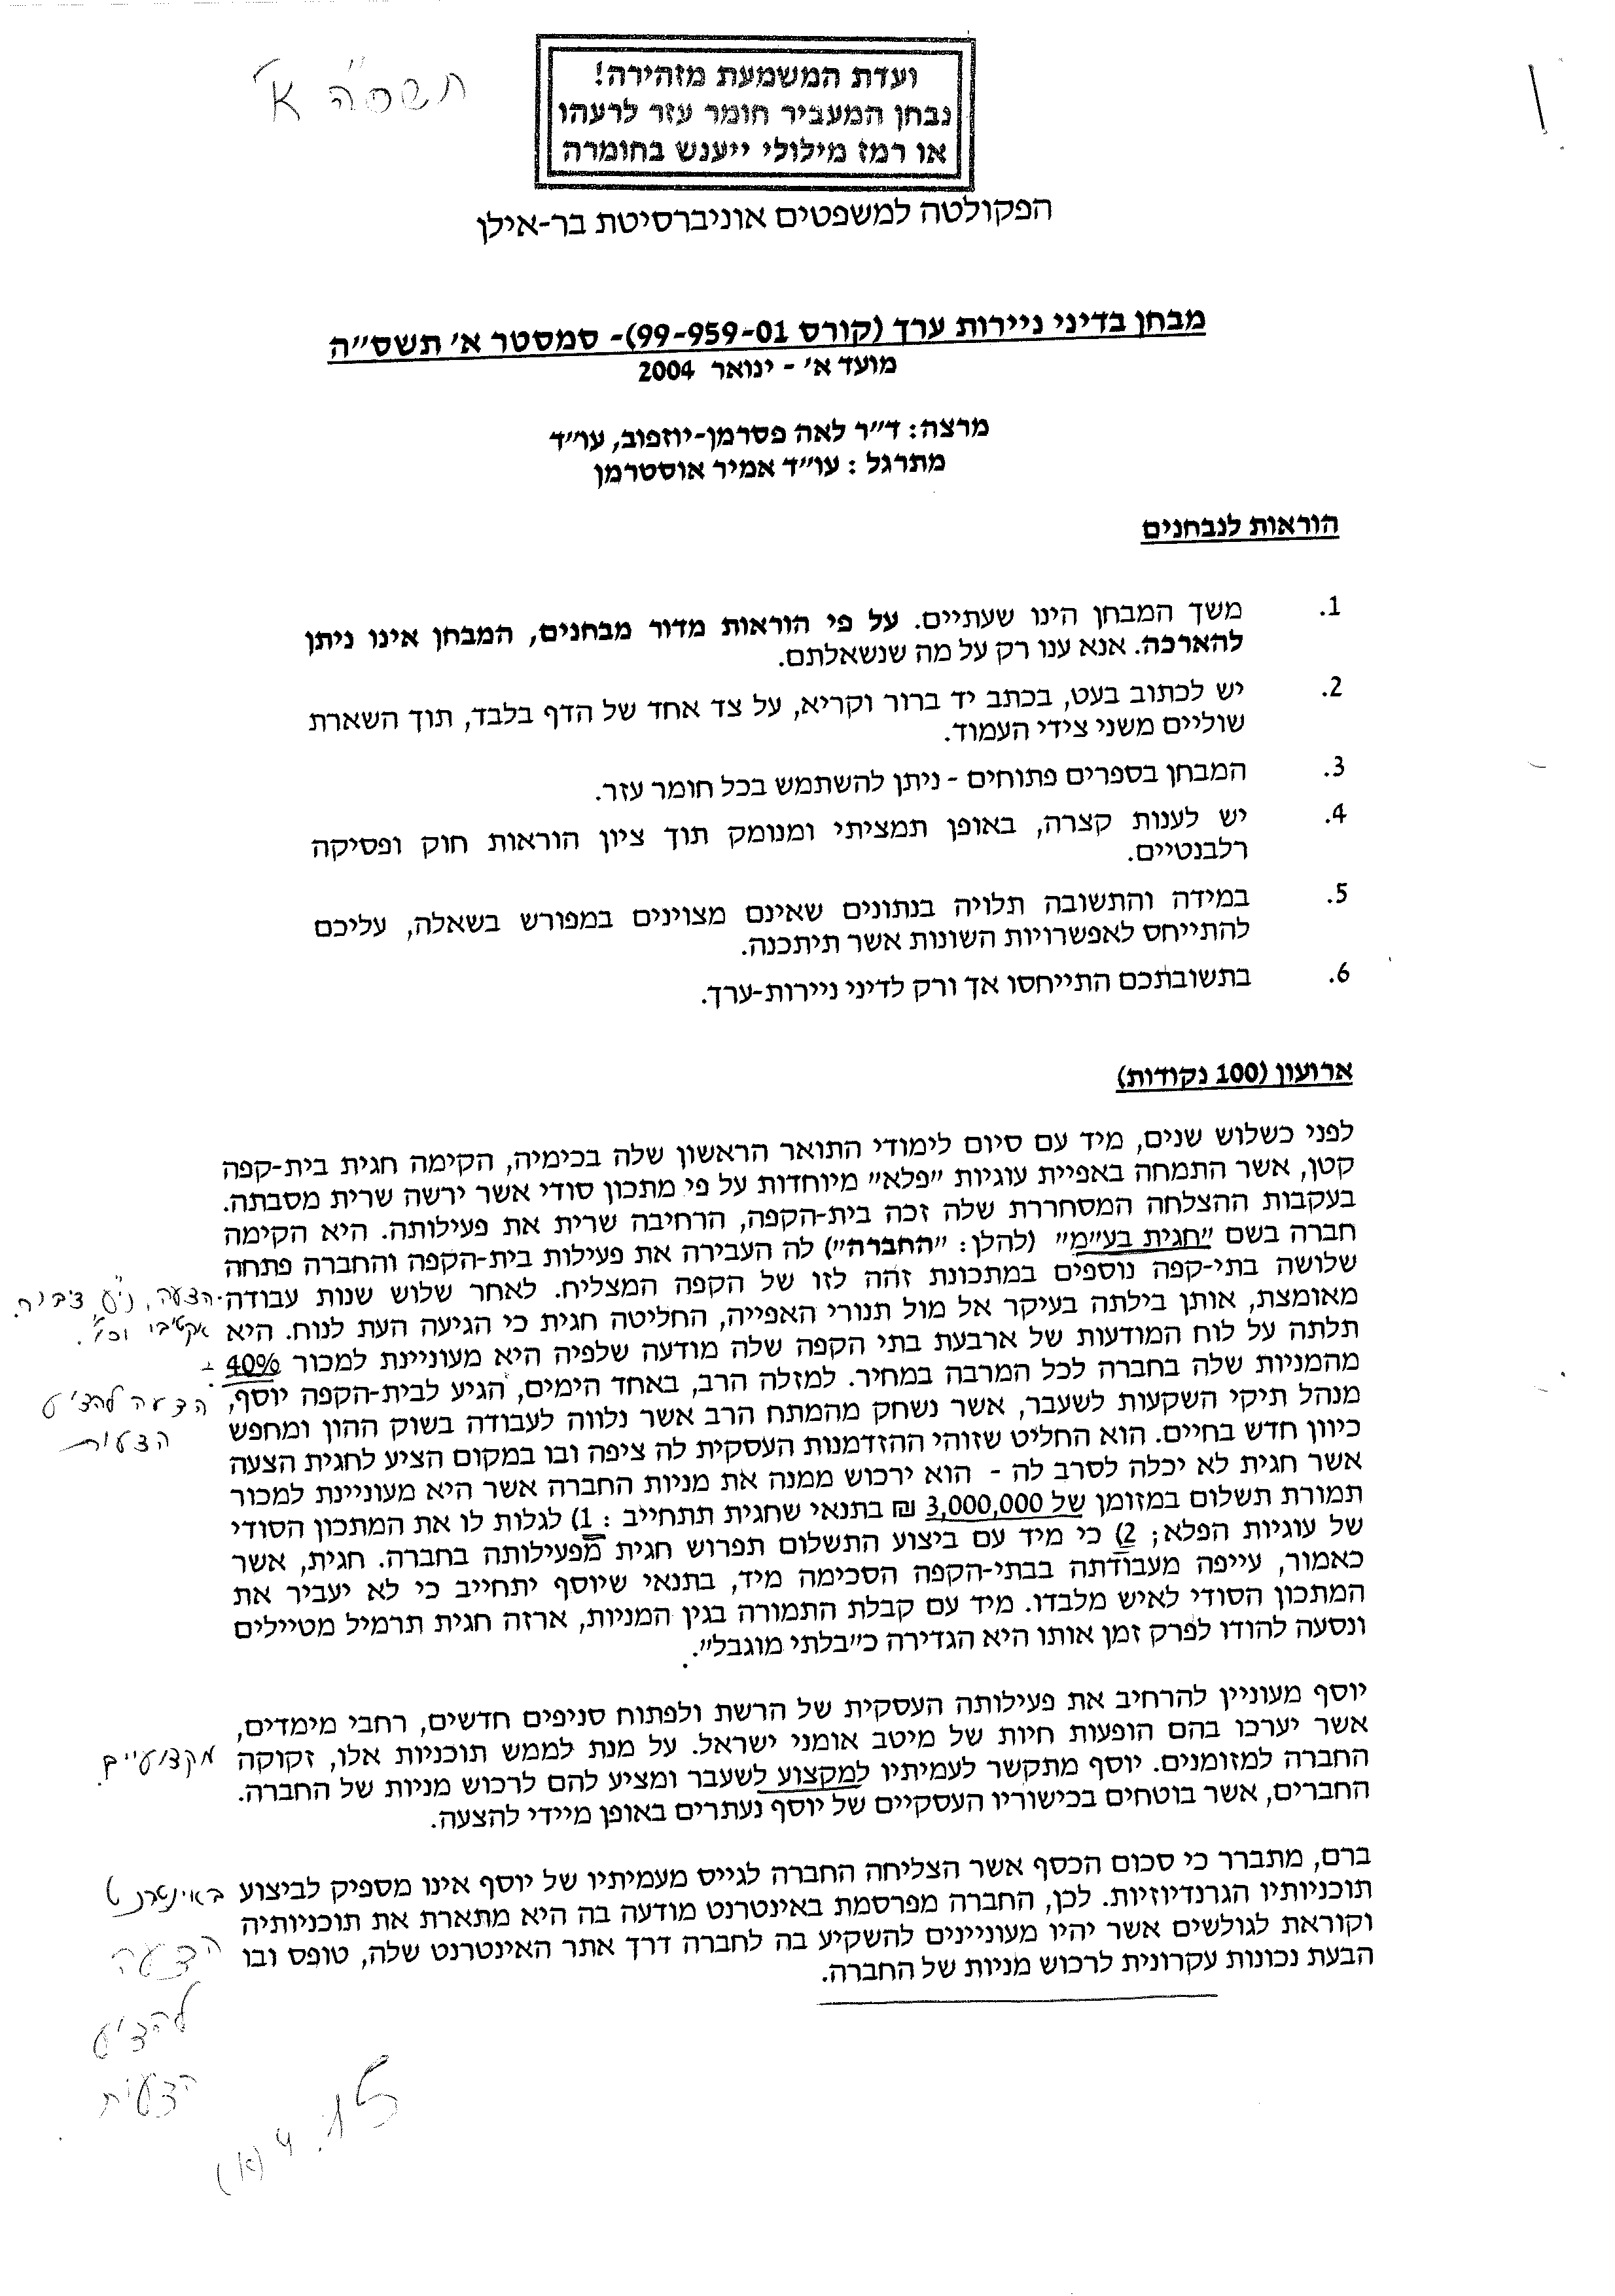 תשס"ה א'
ועדת המשמעת מזהירה!
נבחן המעביר חומר עזר לרעהו
או רמז מילולי ייענש בחומרה
הפקולטה למשפטים אוניברסיטת בר-אילן
מבחן בדיני ניירות ערך (קורס 99-959-01)- סמסטר א' תשס"ה
מועד א' - ינואר 2004
מרצה: ד"ר לאה פסרמן-יוזפוב, עו"ד
מתרגל : עו"ד אמיר אוסטרמן
הוראות לנבחנים
1. משך המבחן הינו שעתיים. על פי הוראות מדור מבחנים, המבחן אינו ניתן
להארכה. אנא ענו רק על מה שנשאלתם.
2. יש לכתוב בעט, בכתב יד ברור וקריא, על צד אחד של הדף בלבד, תוך השארת
שוליים משני צידי העמוד.
3. המבחן בספרים פתוחים - ניתן להשתמש בכל חומר עזר.
4. יש לענות קצרה, באופן תמציתי ומנומק תוך ציון הוראות חוק ופסיקה
רלבנטיים.
5. במידה והתשובה תלויה בנתונים שאינם מצוינים במפורש בשאלה, עליכם
להתייחס לאפשרויות השונות אשר תיתכנה.
6. בתשובתכם התייחסו אך ורק לדיני ניירות-ערך.
ארועון (100 נקודות)
לפני כשלוש שנים, מיד עם סיום לימודי התואר הראשון שלה בכימיה, הקימה חגית בית-קפה
קטן, אשר התמחה באפיית עוגיות "פלא" מיוחדות על פי מתכון סודי אשר ירשה שרית מסבתה.
בעקבות ההצלחה המסחררת שלה זכה בית-הקפה, הרחיבה שרית את פעילותה. היא הקימה
חברה בשם "חגית בע"מ" (להלן: "החברה") לה העבירה את פעילות בית-הקפה והחברה פתחה
שלושה בתי-קפה נוספים במתכונת זהה לזו של הקפה המצליח. לאחר שלוש שנות עבודה
מאומצת, אותן בילתה בעיקר אל מול תנורי האפייה, החליטה חגית כי הגיעה העת לנוח. היא
תלתה על לוח המודעות של ארבעת בתי הקפה שלה מודעה שלפיה היא מעוניינת למכור 40%
מהמניות שלה בחברה לכל המרבה במחיר. למזלה הרב, באחד הימים, הגיע לבית-הקפה יוסף,
מנהל תיקי השקעות לשעבר, אשר נשחק מהמתח הרב אשר נלווה לעבודה בשוק ההון ומחפש
כיוון חדש בחיים. הוא החליט שזוהי ההזדמנות העסקית לה ציפה ובו במקום הציע לחגית הצעה
אשר חגית לא יכלה לסרב לה - הוא ירכוש ממנה את מניות החברה אשר היא מעוניינת למכור
תמורת תשלום במזומן של 3,000,000 ₪ בתנאי שחגית תתחייב : 1) לגלות לו את המתכון הסודי
של עוגיות הפלא; 2) כי מיד עם ביצוע התשלום תפרוש חגית מפעילותה בחברה. חגית, אשר
כאמור, עייפה מעבודתה בבתי-הקפה הסכימה מיד, בתנאי שיוסף יתחייב כי לא יעביר את
המתכון הסודי לאיש מלבדו. מיד עם קבלת התמורה בגין המניות, ארזה חגית תרמיל מטיילים
ונסעה להודו לפרק זמן אותו היא הגדירה כ"בלתי מוגבל".
הצעה, ני"ע, ציבור.
אקטיבי וכו'.
הצעה להציע
הצעות
יוסף מעוניין להרחיב את פעילותה העסקית של הרשת ולפתוח סניפים חדשים, רחבי מימדים,
אשר יערכו בהם הופעות חיות של מיטב אומני ישראל. על מנת לממש תוכניות אלו, זקוקה
החברה למזומנים. יוסף מתקשר לעמיתיו למקצוע לשעבר ומציע להם לרכוש מניות של החברה.
החברים, אשר בוטחים בכישוריו העסקיים של יוסף נעתרים באופן מיידי להצעה.
מקצועיים.
ברם, מתברר כי סכום הכסף אשר הצליחה החברה לגייס מעמיתיו של יוסף אינו מספיק לביצוע
תוכניותיו הגרנדיוזיות. לכן, החברה מפרסמת באינטרנט מודעה בה היא מתארת את תוכניותיה
וקוראת לגולשים אשר יהיו מעוניינים להשקיע בה לחברה דרך אתר האינטרנט שלה, טופס ובו
הבעת נכונות עקרונית לרכוש מניות של החברה.
באינטרנט
הצעה
להציע
הצעות